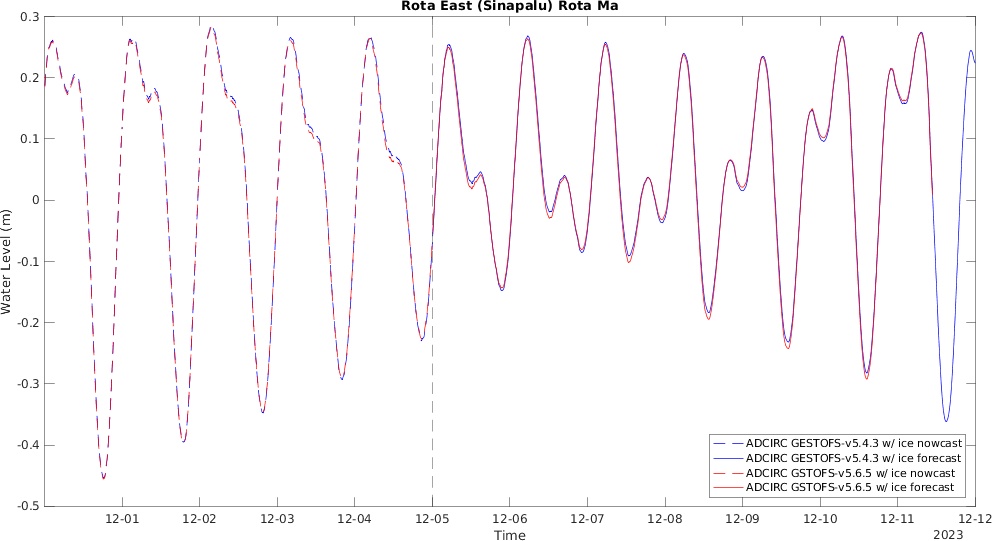 Rota East (Sinapalu) Rota Ma
0.3
0.2
0.1
0
-0.1
-0.2
-0.3
-0.4
-0.5
Water Level (m)
ADCIRC GESTOFS-v5.4.3 w/ ice nowcast
ADCIRC GESTOFS-v5.4.3 w/ ice forecast
ADCIRC GSTOFS-v5.6.5 w/ ice nowcast
ADCIRC GSTOFS-v5.6.5 w/ ice forecast
12-01 12-02 12-03 12-04 12-05 12-06 12-07 12-08 12-09 12-10 12-11 12-12
Time
2023